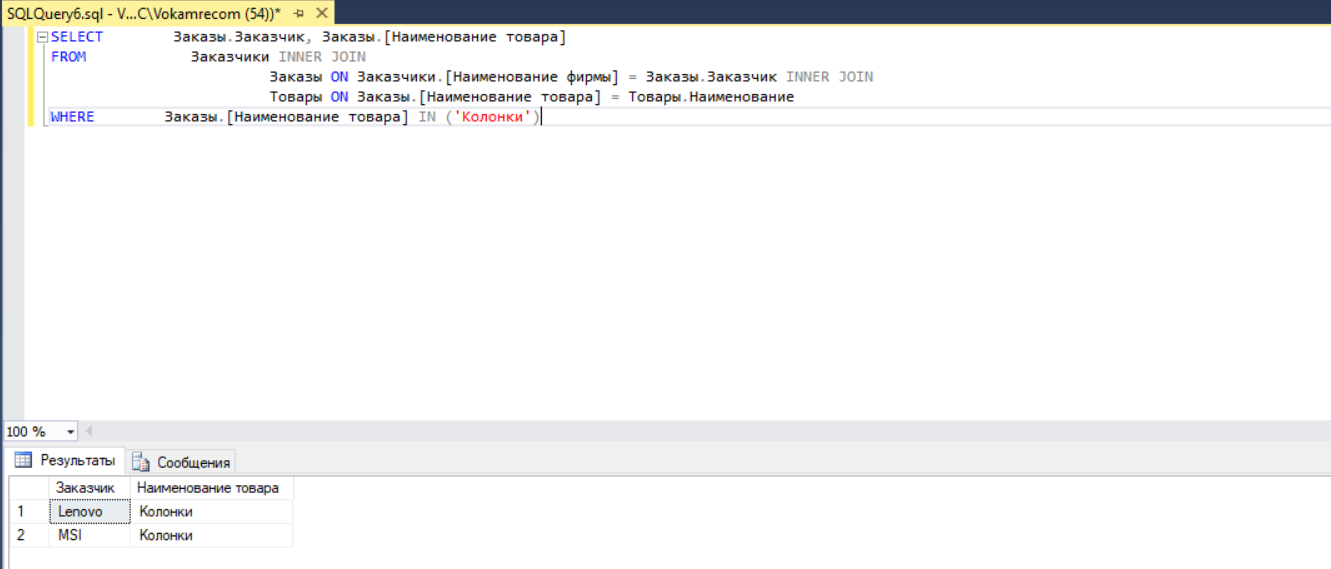 SQLQuery6.sql - V...C\Vokamrecom (54))*
SELECT Заказы.Заказчик, Заказы.[Наименование товара]
FROM Заказчики INNER JOIN
Заказы ON Заказчики.[Наименование фирмы] = Заказы.Заказчик INNER JOIN
Товары ON Заказы.[Наименование товара] = Товары.Наименование
WHERE Заказы.[Наименование товара] IN ('Колонки')
100 %
Результаты Сообщения
Заказчик Наименование товара
1 Lenovo Колонки
2 MSI Колонки